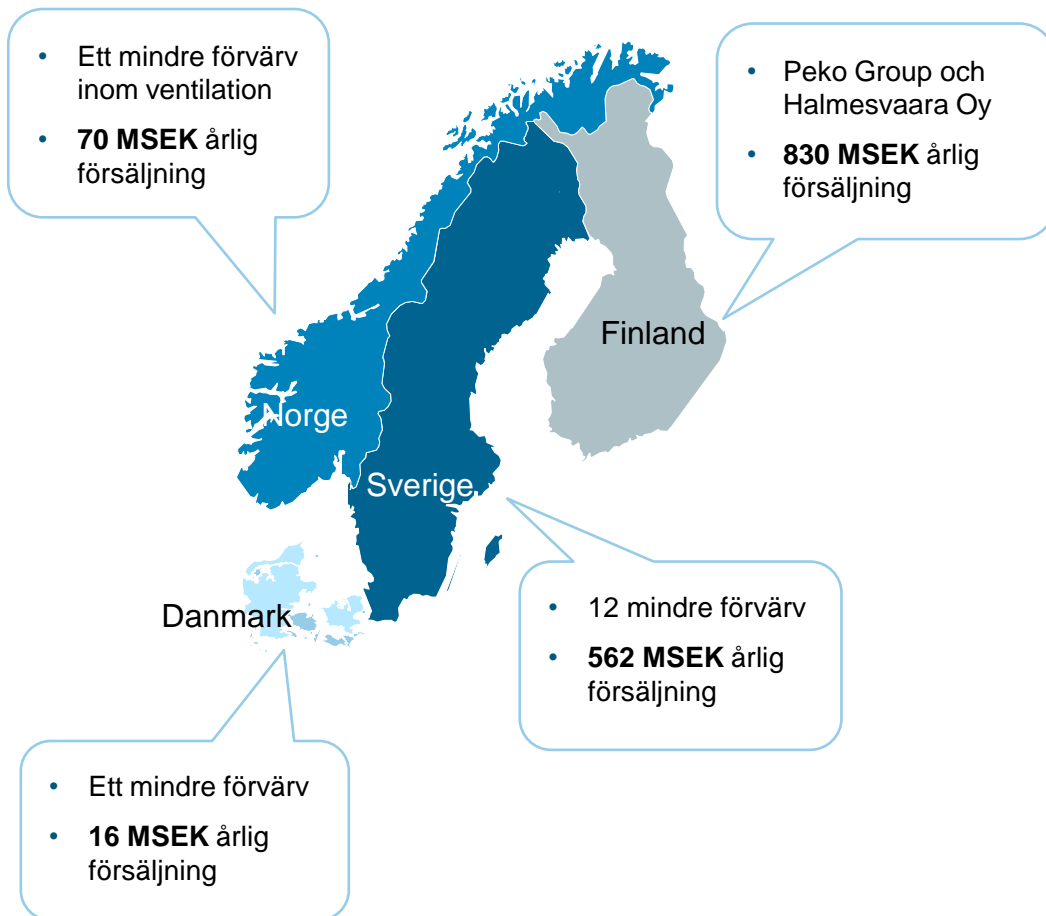 • Ett mindre förvärv
inom ventilation
• 70 MSEK årlig
försäljning
• Peko Group och
Halmesvaara Oy
• 830 MSEK årlig
försäljning
Finland
Norge
Sverige
Danmark
• 12 mindre förvärv
• 562 MSEK årlig
försäljning
• Ett mindre förvärv
• 16 MSEK årlig
försäljning